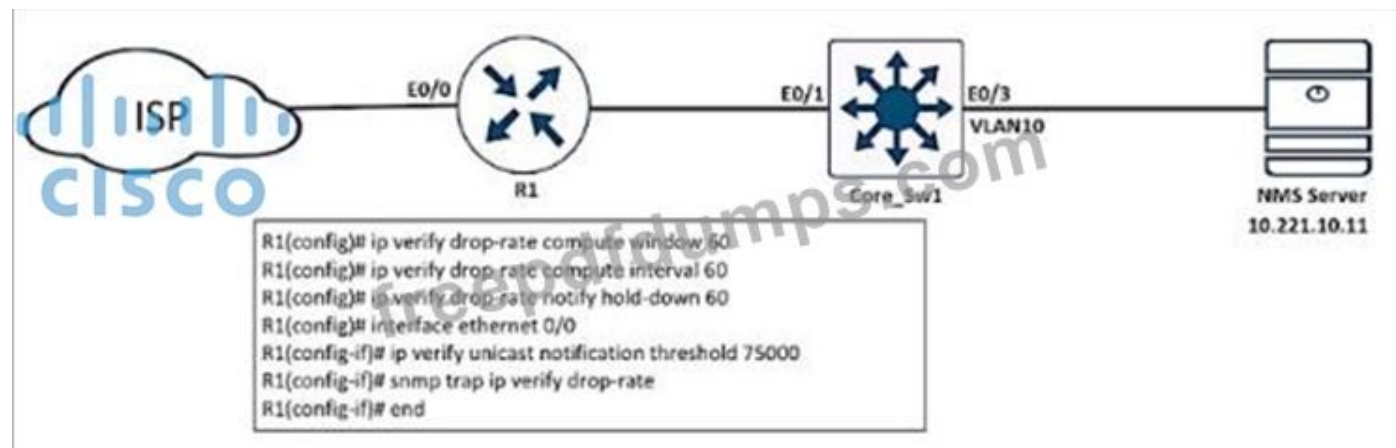 ISP
CISCO
E0/0
R1
E0/1
E0/3
VLAN10
Core_Sw1
NMS Server
10.221.10.11
R1(config)# ip verify drop-rate compute window 60
R1(config)# ip verify drop-rate compute interval 60
R1(config)# ip verify drop-rate notify hold-down 60
R1(config)# interface ethernet 0/0
R1(config-if)# ip verify unicast notification threshold 75000
R1(config-if)# snmp trap ip verify drop-rate
R1(config-if)# end
freepdfdumps.com